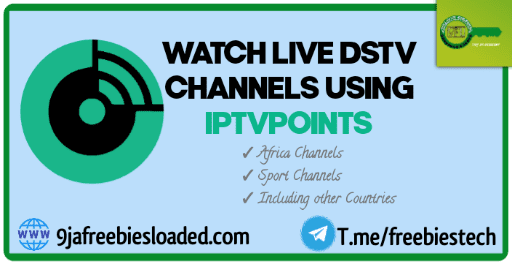 WATCH LIVE DSTV
CHANNELS USING
IPTVPOINTS
✓ Africa Channels
✓ Sport Channels
✓ Including other Countries
WWW
9jafreebiesloaded.com
T.me/freebiestech